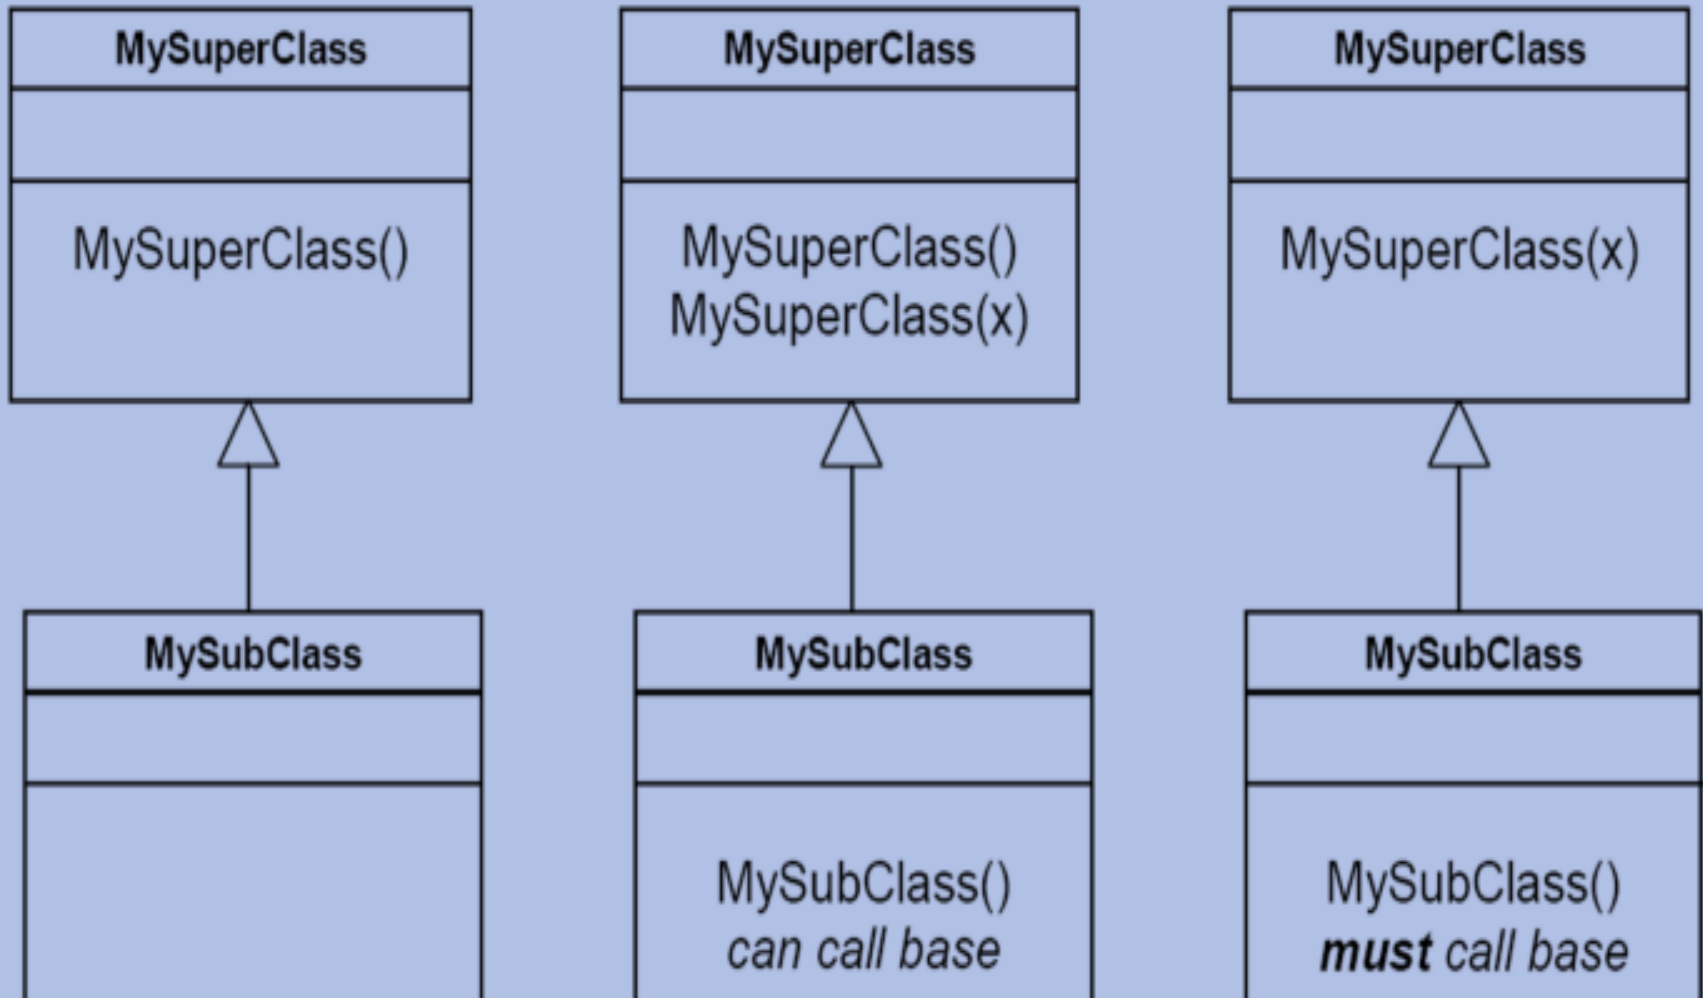 MySuperClass
MySuperClass()
MySubClass
MySuperClass
MySuperClass()
MySuperClass(x)
MySubClass
MySubClass()
can call base
MySuperClass
MySuperClass(x)
MySubClass
MySubClass()
must call base